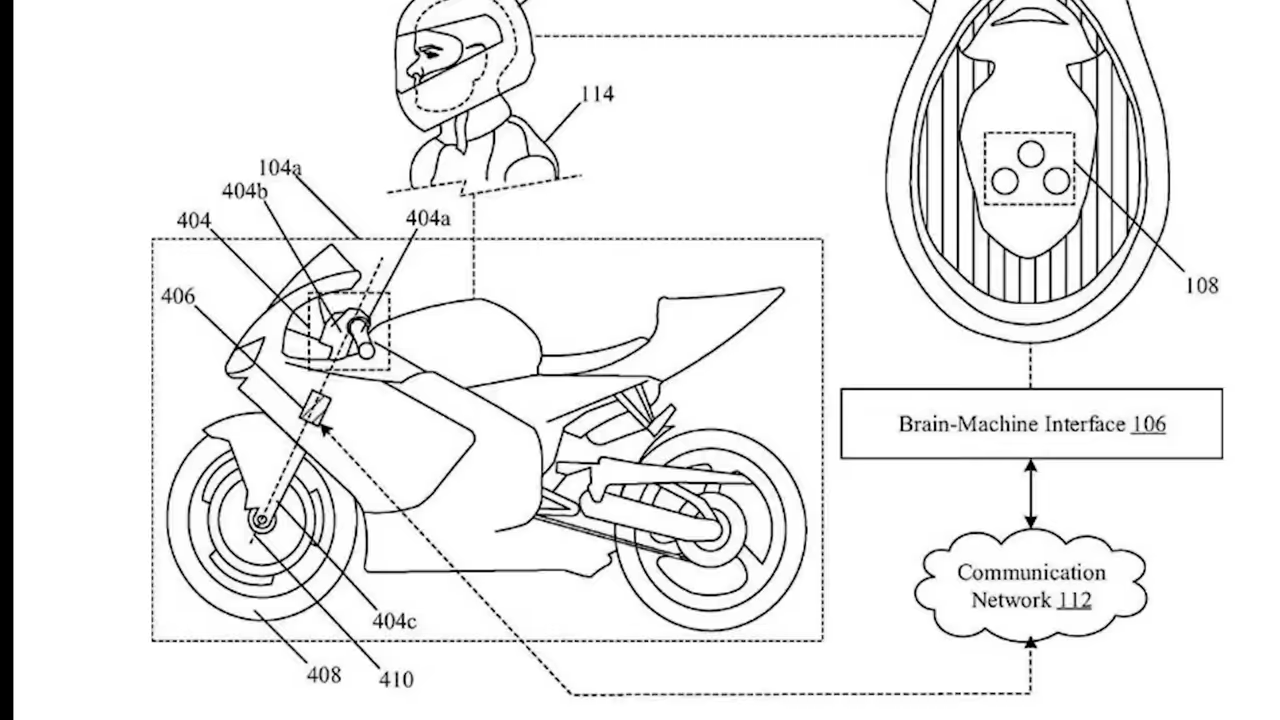 114
104a
404b
404
404a
406
108
Brain-Machine Interface 106
Communication
Network 112
404c
408
410